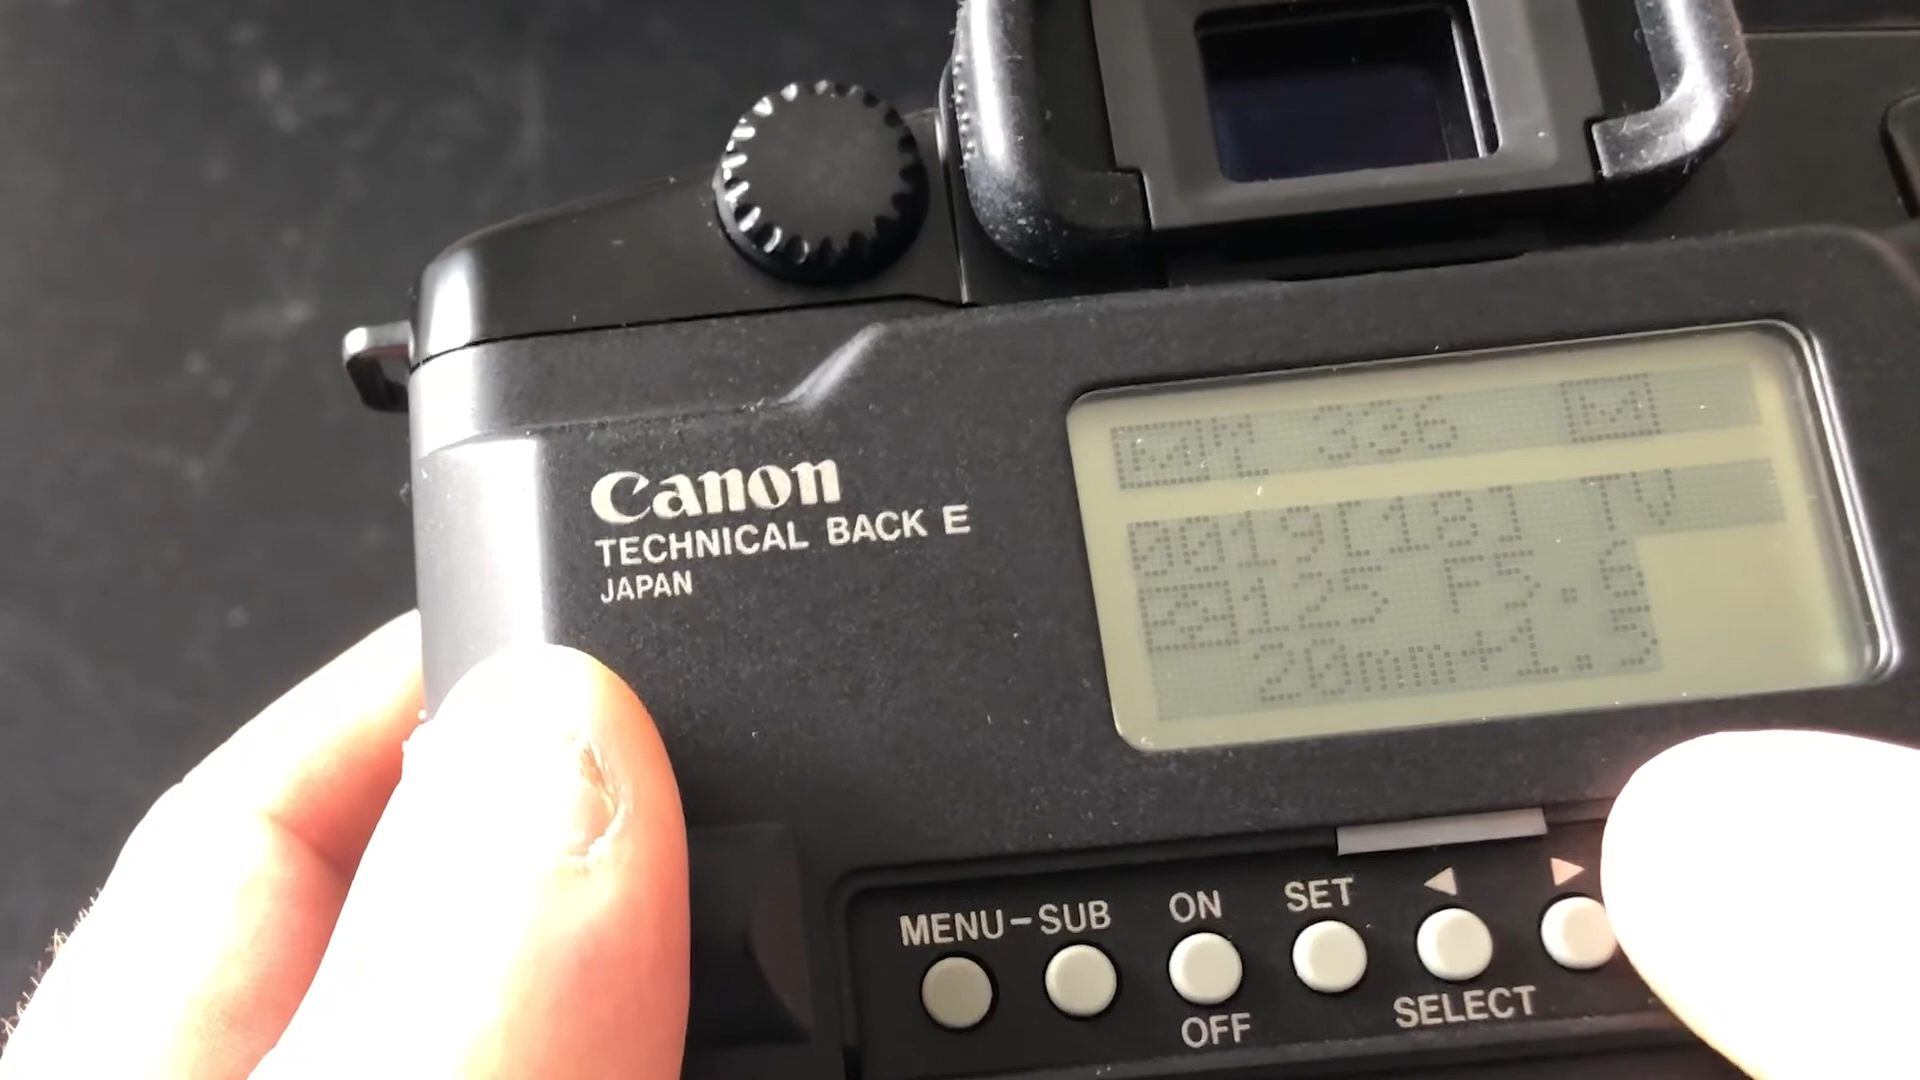 Canon
TECHNICAL BACK E
JAPAN
336 M
0019[18] TV
125 F5.6
20mm+1.5
MENU-SUB
ON
SET
◀
▶
OFF
SELECT